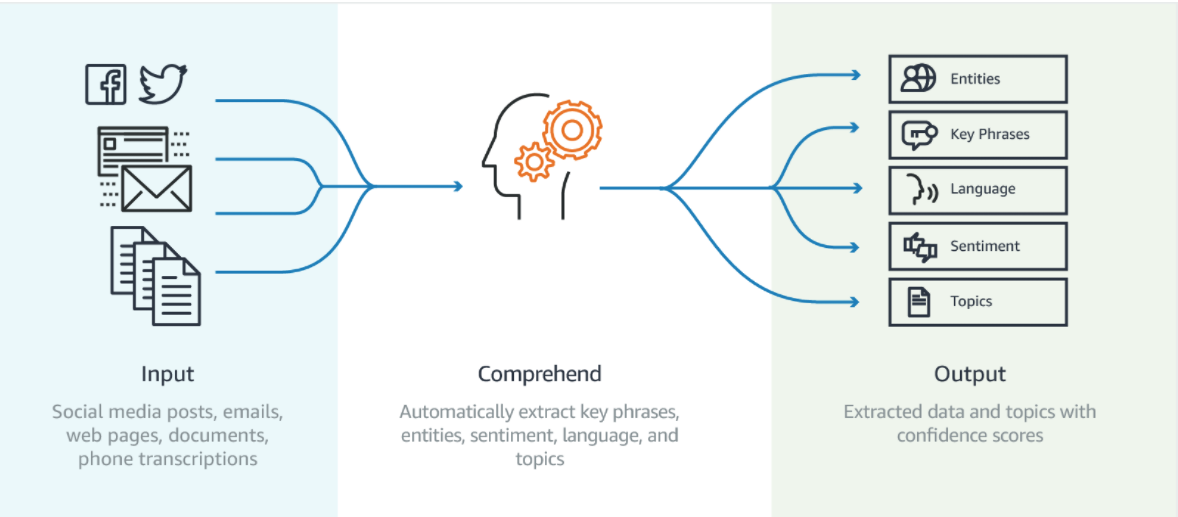 Entities
Key Phrases
Language
Sentiment
Topics
Input
Social media posts, emails,
web pages, documents,
phone transcriptions
Comprehend
Automatically extract key phrases,
entities, sentiment, language, and
topics
Output
Extracted data and topics with
confidence scores